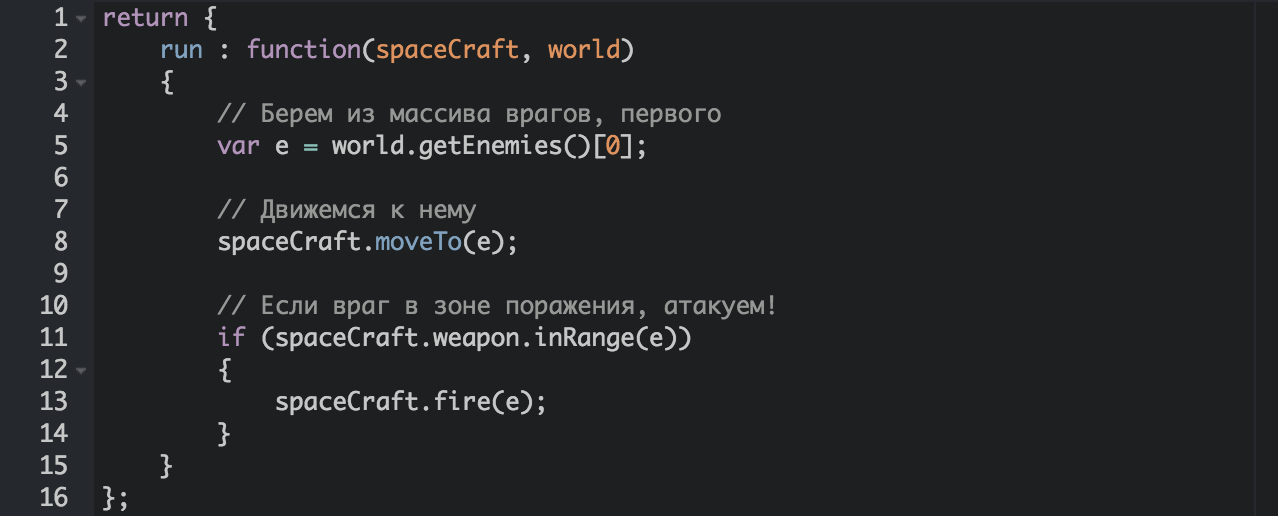 1 return {
2 run : function(spaceCraft, world)
3 {
4 // Берем из массива врагов, первого
5 var e = world.getEnemies()[0];
6
7 // Движемся к нему
8 spaceCraft.moveTo(e);
9
10 // Если враг в зоне поражения, атакуем!
11 if (spaceCraft.weapon.inRange(e))
12 {
13 spaceCraft.fire(e);
14 }
15 }
16 };